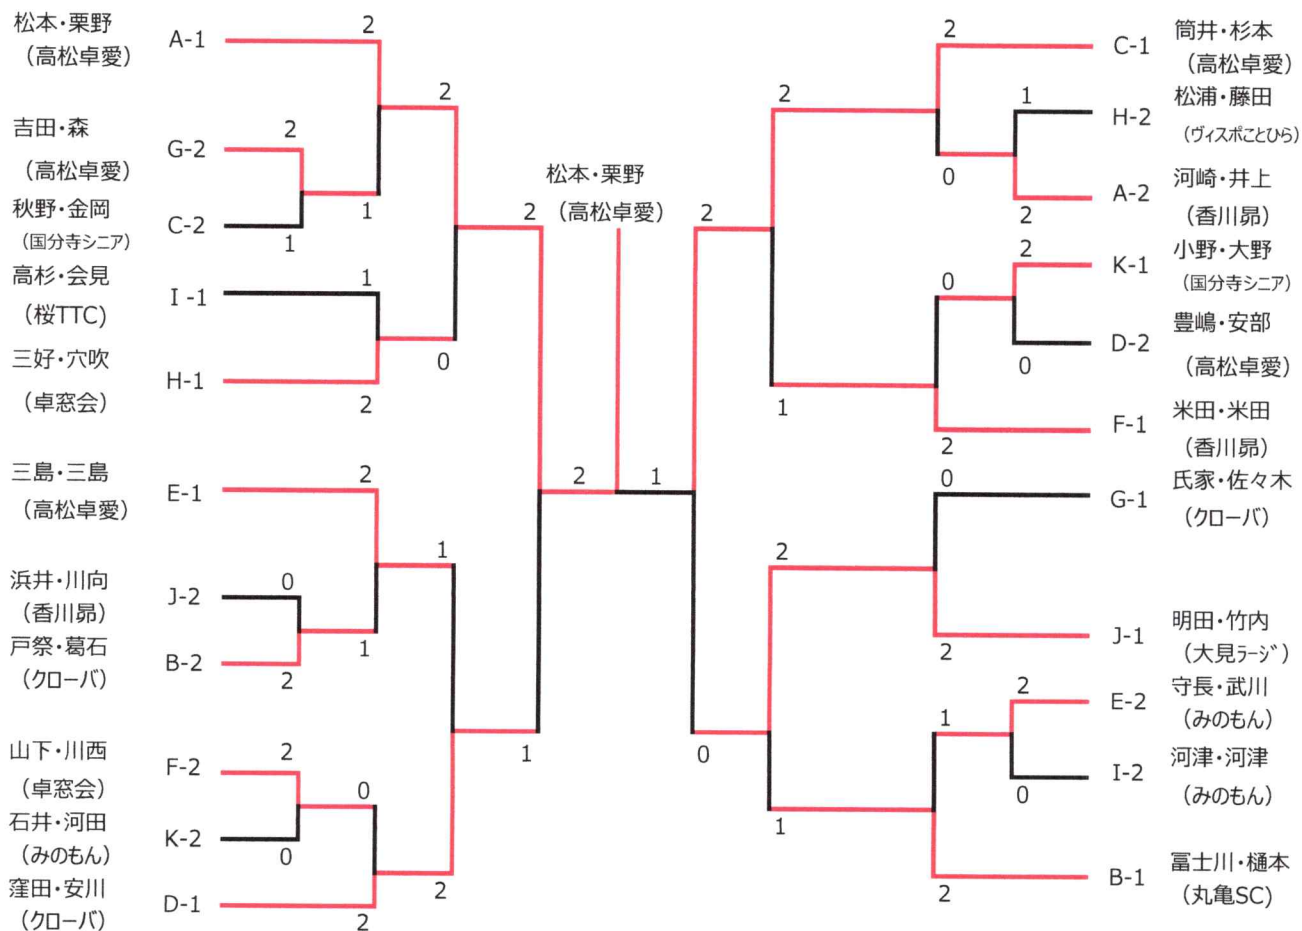 松本・栗野
(高松卓愛)
A-1
2
吉田・森
(高松卓愛)
G-2
2
秋野・金岡
(国分寺シニア)
C-2
1
1
2
高杉・会見
(桜TTC)
I-1
1
三好・穴吹
(卓窓会)
H-1
2
0
2
三島・三島
(高松卓愛)
E-1
2
浜井・川向
(香川昴)
J-2
0
戸祭・葛石
(クローバ)
B-2
2
1
1
山下・川西
(卓窓会)
F-2
2
石井・河田
(みのもん)
K-2
0
0
窪田・安川
(クローバ)
D-1
2
2
1
松本・栗野
(高松卓愛)
2
1
筒井・杉本
(高松卓愛)
C-1
2
松浦・藤田
(ヴィスポことひら)
H-2
1
河崎・井上
(香川昴)
A-2
2
0
2
小野・大野
(国分寺シニア)
K-1
2
豊嶋・安部
(高松卓愛)
D-2
0
0
米田・米田
(香川昴)
F-1
2
1
2
氏家・佐々木
(クローバ)
G-1
0
明田・竹内
(大見ラージ)
J-1
2
2
守長・武川
(みのもん)
E-2
2
河津・河津
(みのもん)
I-2
0
1
冨士川・樋本
(丸亀SC)
B-1
2
1
0